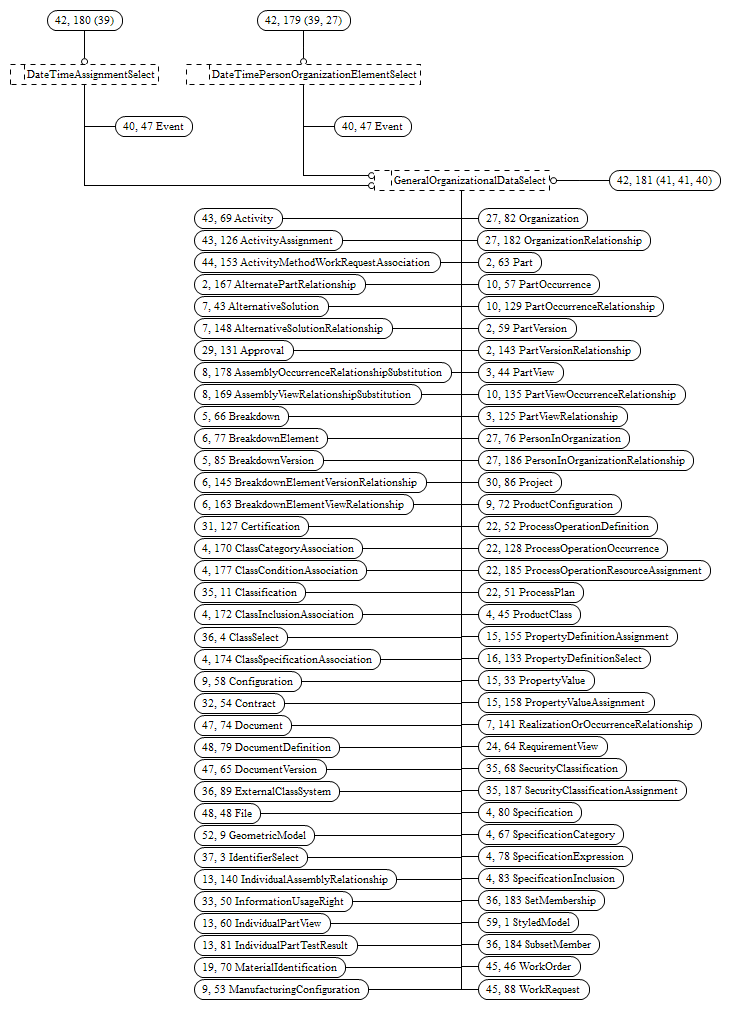 42, 180 (39)
42, 179 (39, 27)
DateTimeAssignmentSelect
DateTimePersonOrganizationElementSelect
40, 47 Event
40, 47 Event
GeneralOrganizationalDataSelect
42, 181 (41, 41, 40)
43, 69 Activity
27, 82 Organization
43, 126 ActivityAssignment
27, 182 OrganizationRelationship
44, 153 ActivityMethodWorkRequestAssociation
2, 63 Part
2, 167 AlternatePartRelationship
10, 57 PartOccurrence
7, 43 AlternativeSolution
10, 129 PartOccurrenceRelationship
7, 148 AlternativeSolutionRelationship
2, 59 PartVersion
29, 131 Approval
2, 143 PartVersionRelationship
8, 178 AssemblyOccurrenceRelationshipSubstitution
3, 44 PartView
8, 169 AssemblyViewRelationshipSubstitution
10, 135 PartViewOccurrenceRelationship
5, 66 Breakdown
3, 125 PartViewRelationship
6, 77 BreakdownElement
27, 76 PersonInOrganization
5, 85 BreakdownVersion
27, 186 PersonInOrganizationRelationship
6, 145 BreakdownElementVersionRelationship
30, 86 Project
6, 163 BreakdownElementViewRelationship
9, 72 ProductConfiguration
31, 127 Certification
22, 52 ProcessOperationDefinition
4, 170 ClassCategoryAssociation
22, 128 ProcessOperationOccurrence
4, 177 ClassConditionAssociation
22, 185 ProcessOperationResourceAssignment
35, 11 Classification
22, 51 ProcessPlan
4, 172 ClassInclusionAssociation
4, 45 ProductClass
36, 4 ClassSelect
15, 155 PropertyDefinitionAssignment
4, 174 ClassSpecificationAssociation
16, 133 PropertyDefinitionSelect
9, 58 Configuration
15, 33 PropertyValue
32, 54 Contract
15, 158 PropertyValueAssignment
47, 74 Document
7, 141 RealizationOrOccurrenceRelationship
48, 79 DocumentDefinition
24, 64 RequirementView
47, 65 DocumentVersion
35, 68 SecurityClassification
36, 89 ExternalClassSystem
35, 187 SecurityClassificationAssignment
48, 48 File
4, 80 Specification
52, 9 GeometricModel
4, 67 SpecificationCategory
37, 3 IdentifierSelect
4, 78 SpecificationExpression
13, 140 IndividualAssemblyRelationship
4, 83 SpecificationInclusion
33, 50 InformationUsageRight
36, 183 SetMembership
13, 60 IndividualPartView
59, 1 StyledModel
13, 81 IndividualPartTestResult
36, 184 SubsetMember
19, 70 MaterialIdentification
45, 46 WorkOrder
9, 53 ManufacturingConfiguration
45, 88 WorkRequest